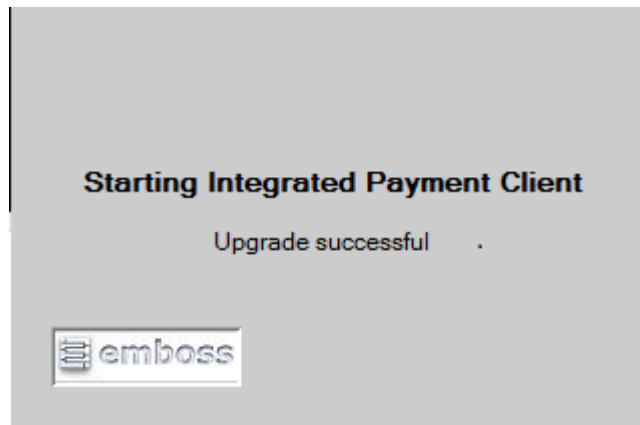 Starting Integrated Payment Client
Upgrade successful .
emboss